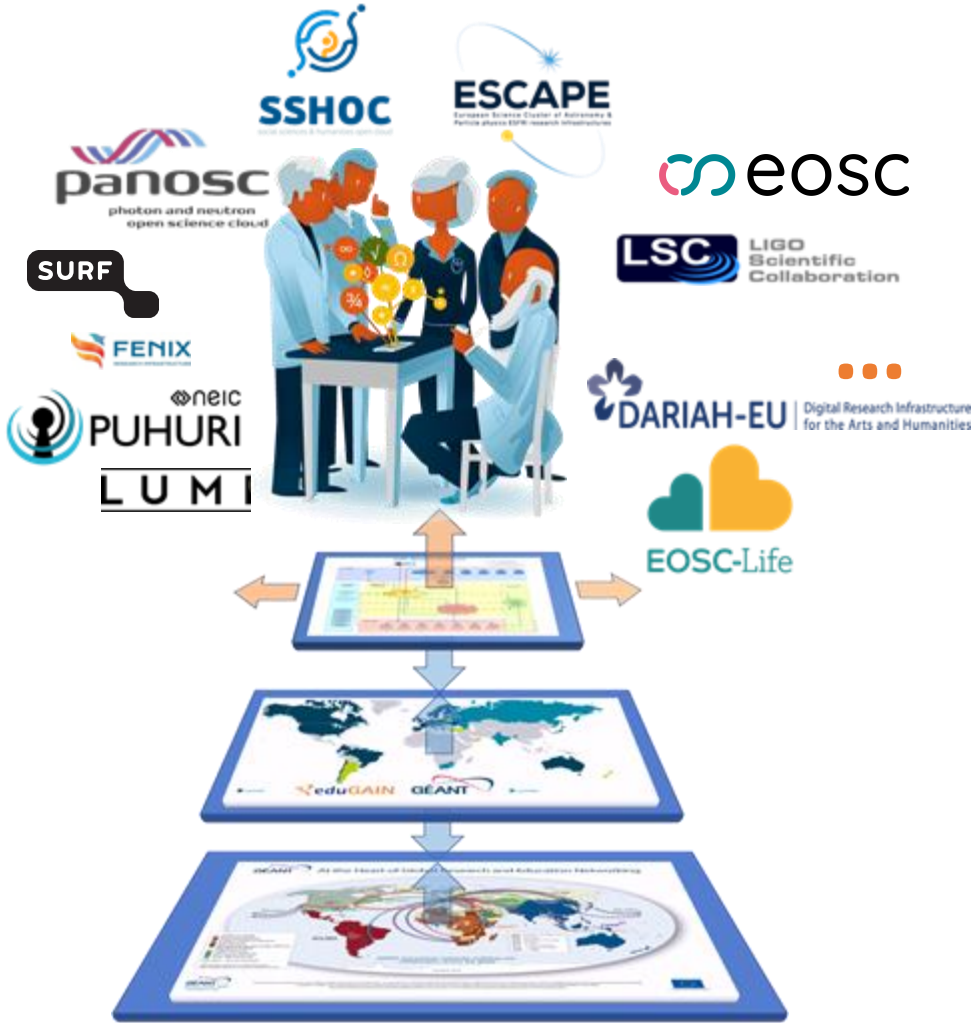 SSHOC
social sciences & humanities open cloud
ESCAPE
European Science Cluster of Astronomy &
Particle physics ESFRI research Infrastructures
panosc
photon and neutron
open science cloud
eosc
SURF
LSC
LIGO
Scientific
Collaboration
FENIX
RESEARCH INFRASTRUCTURE
neic
PUHURI
DARIAH-EU
Digital Research Infrastructure
for the Arts and Humanities
LUMI
EOSC-Life
eduGAIN
GÉANT
GÉANT
At the Heart of Global Research and Education Networking
GÉANT